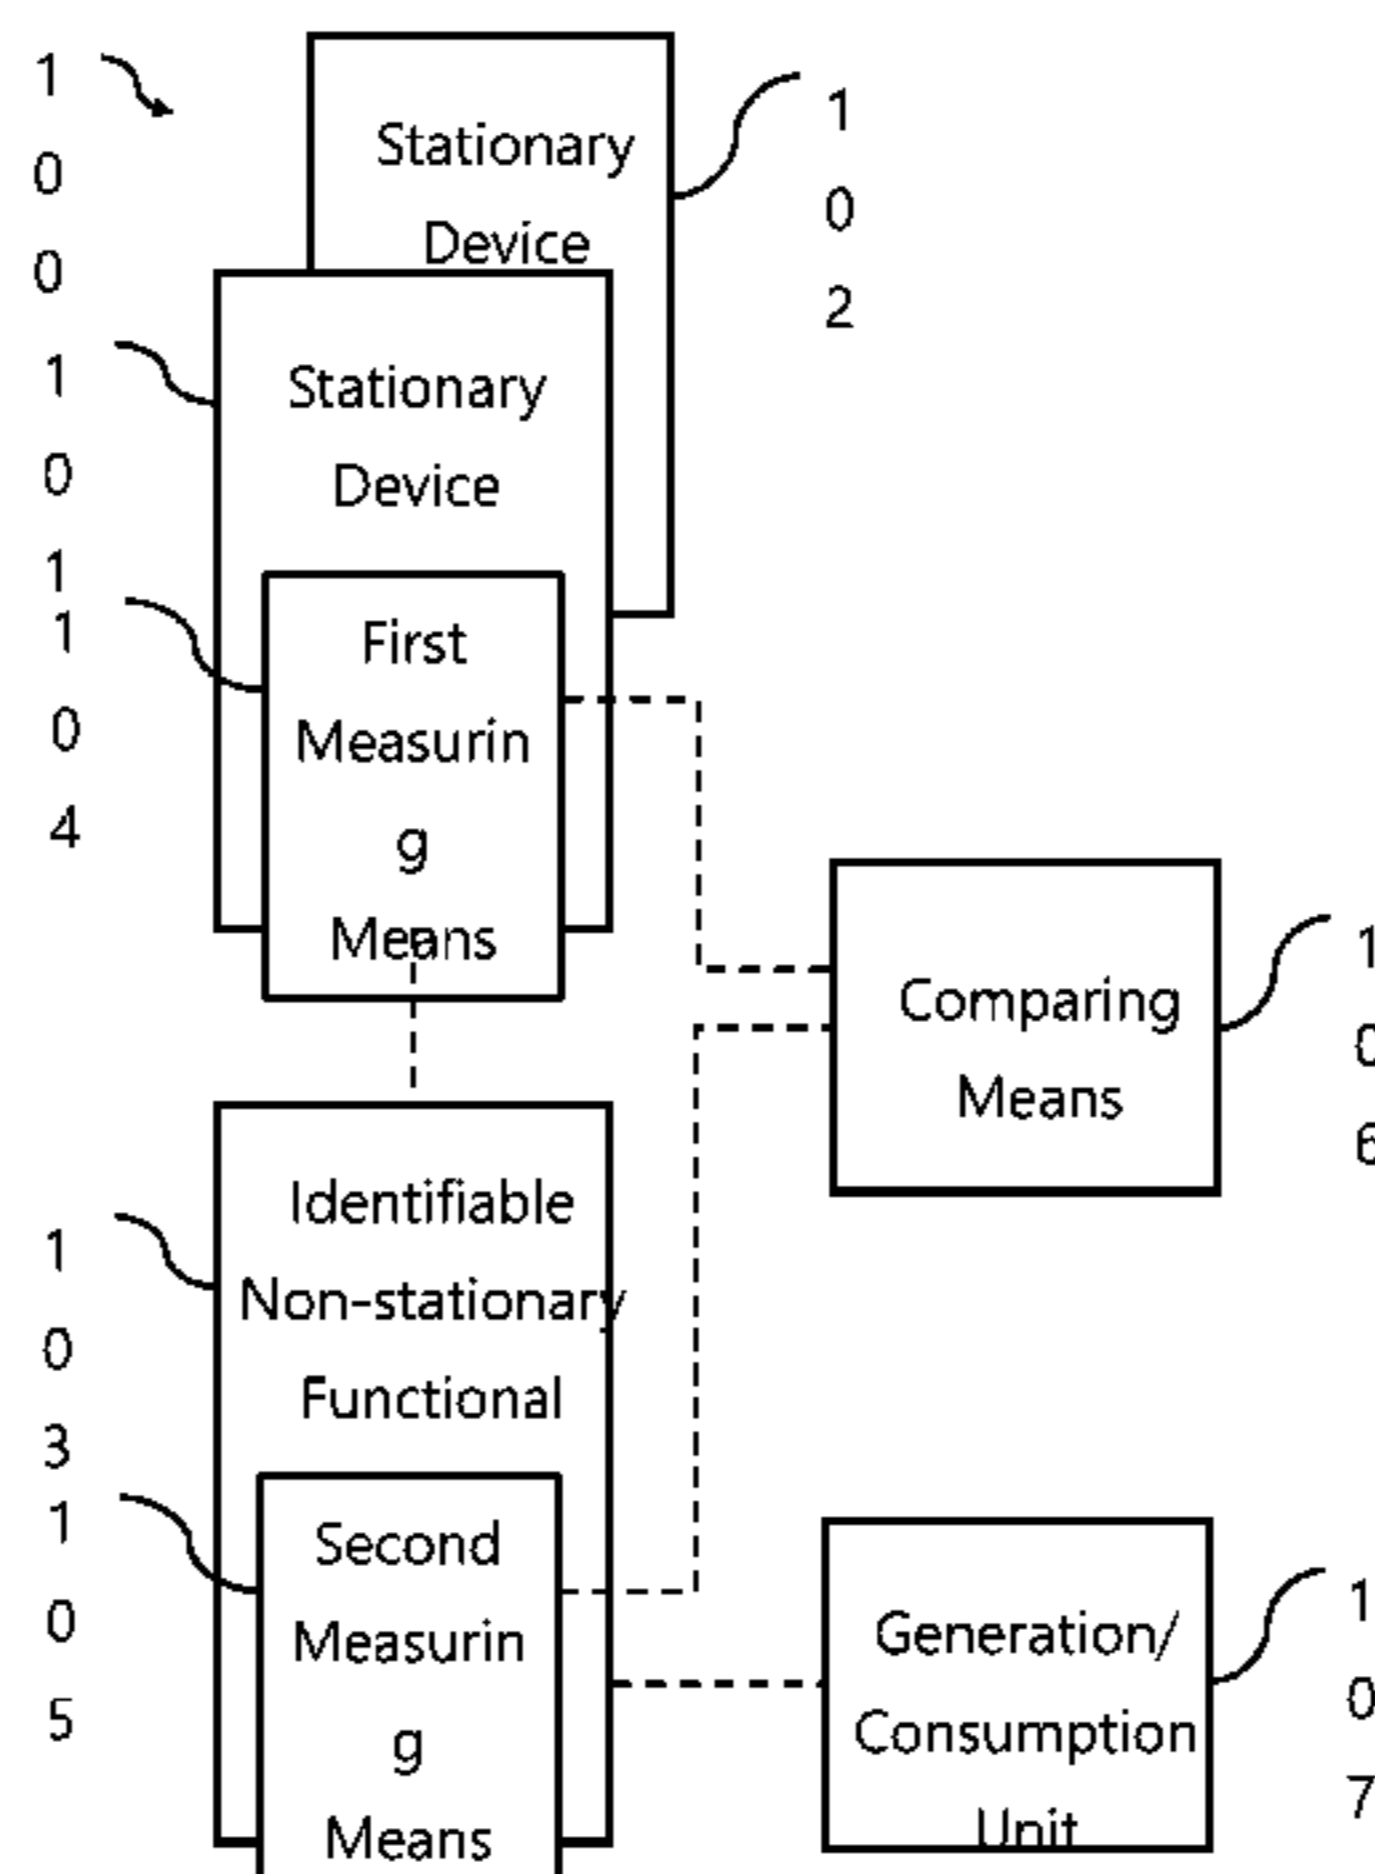 1
0
0
Stationary
Device
1
0
2
1
0
1
Stationary
Device
1
0
4
First
Measurin
g
Means
Comparing
Means
1
0
6
1
0
3
Identifiable
Non-stationary
Functional
1
0
5
Second
Measurin
g
Means
Generation/
Consumption
Unit
1
0
7